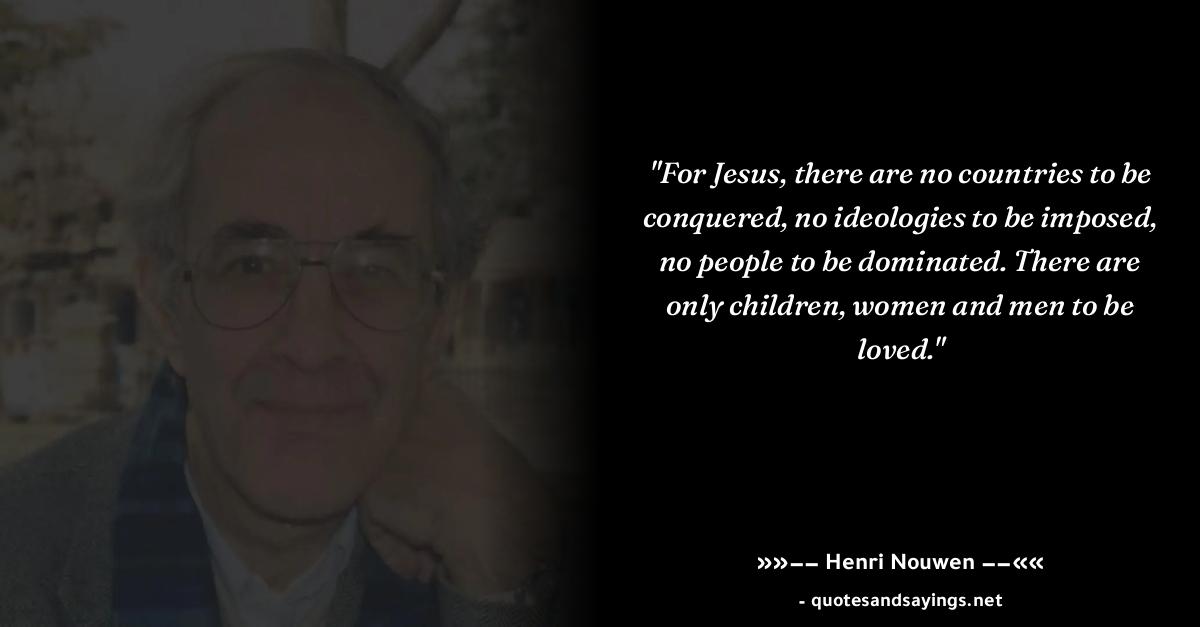 "For Jesus, there are no countries to be
conquered, no ideologies to be imposed,
no people to be dominated. There are
only children, women and men to be
loved."
»»−− Henri Nouwen −−««
- quotesandsayings.net